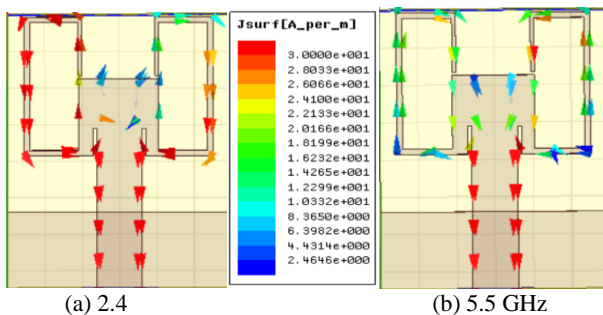 Jsurf[A_per_m]
3.0000e+001
2.8033e+001
2.6066e+001
2.4100e+001
2.2133e+001
2.0166e+001
1.8199e+001
1.6232e+001
1.4265e+001
1.2299e+001
1.0332e+001
8.3650e+000
6.3982e+000
4.4314e+000
2.4646e+000
(a) 2.4
(b) 5.5 GHz